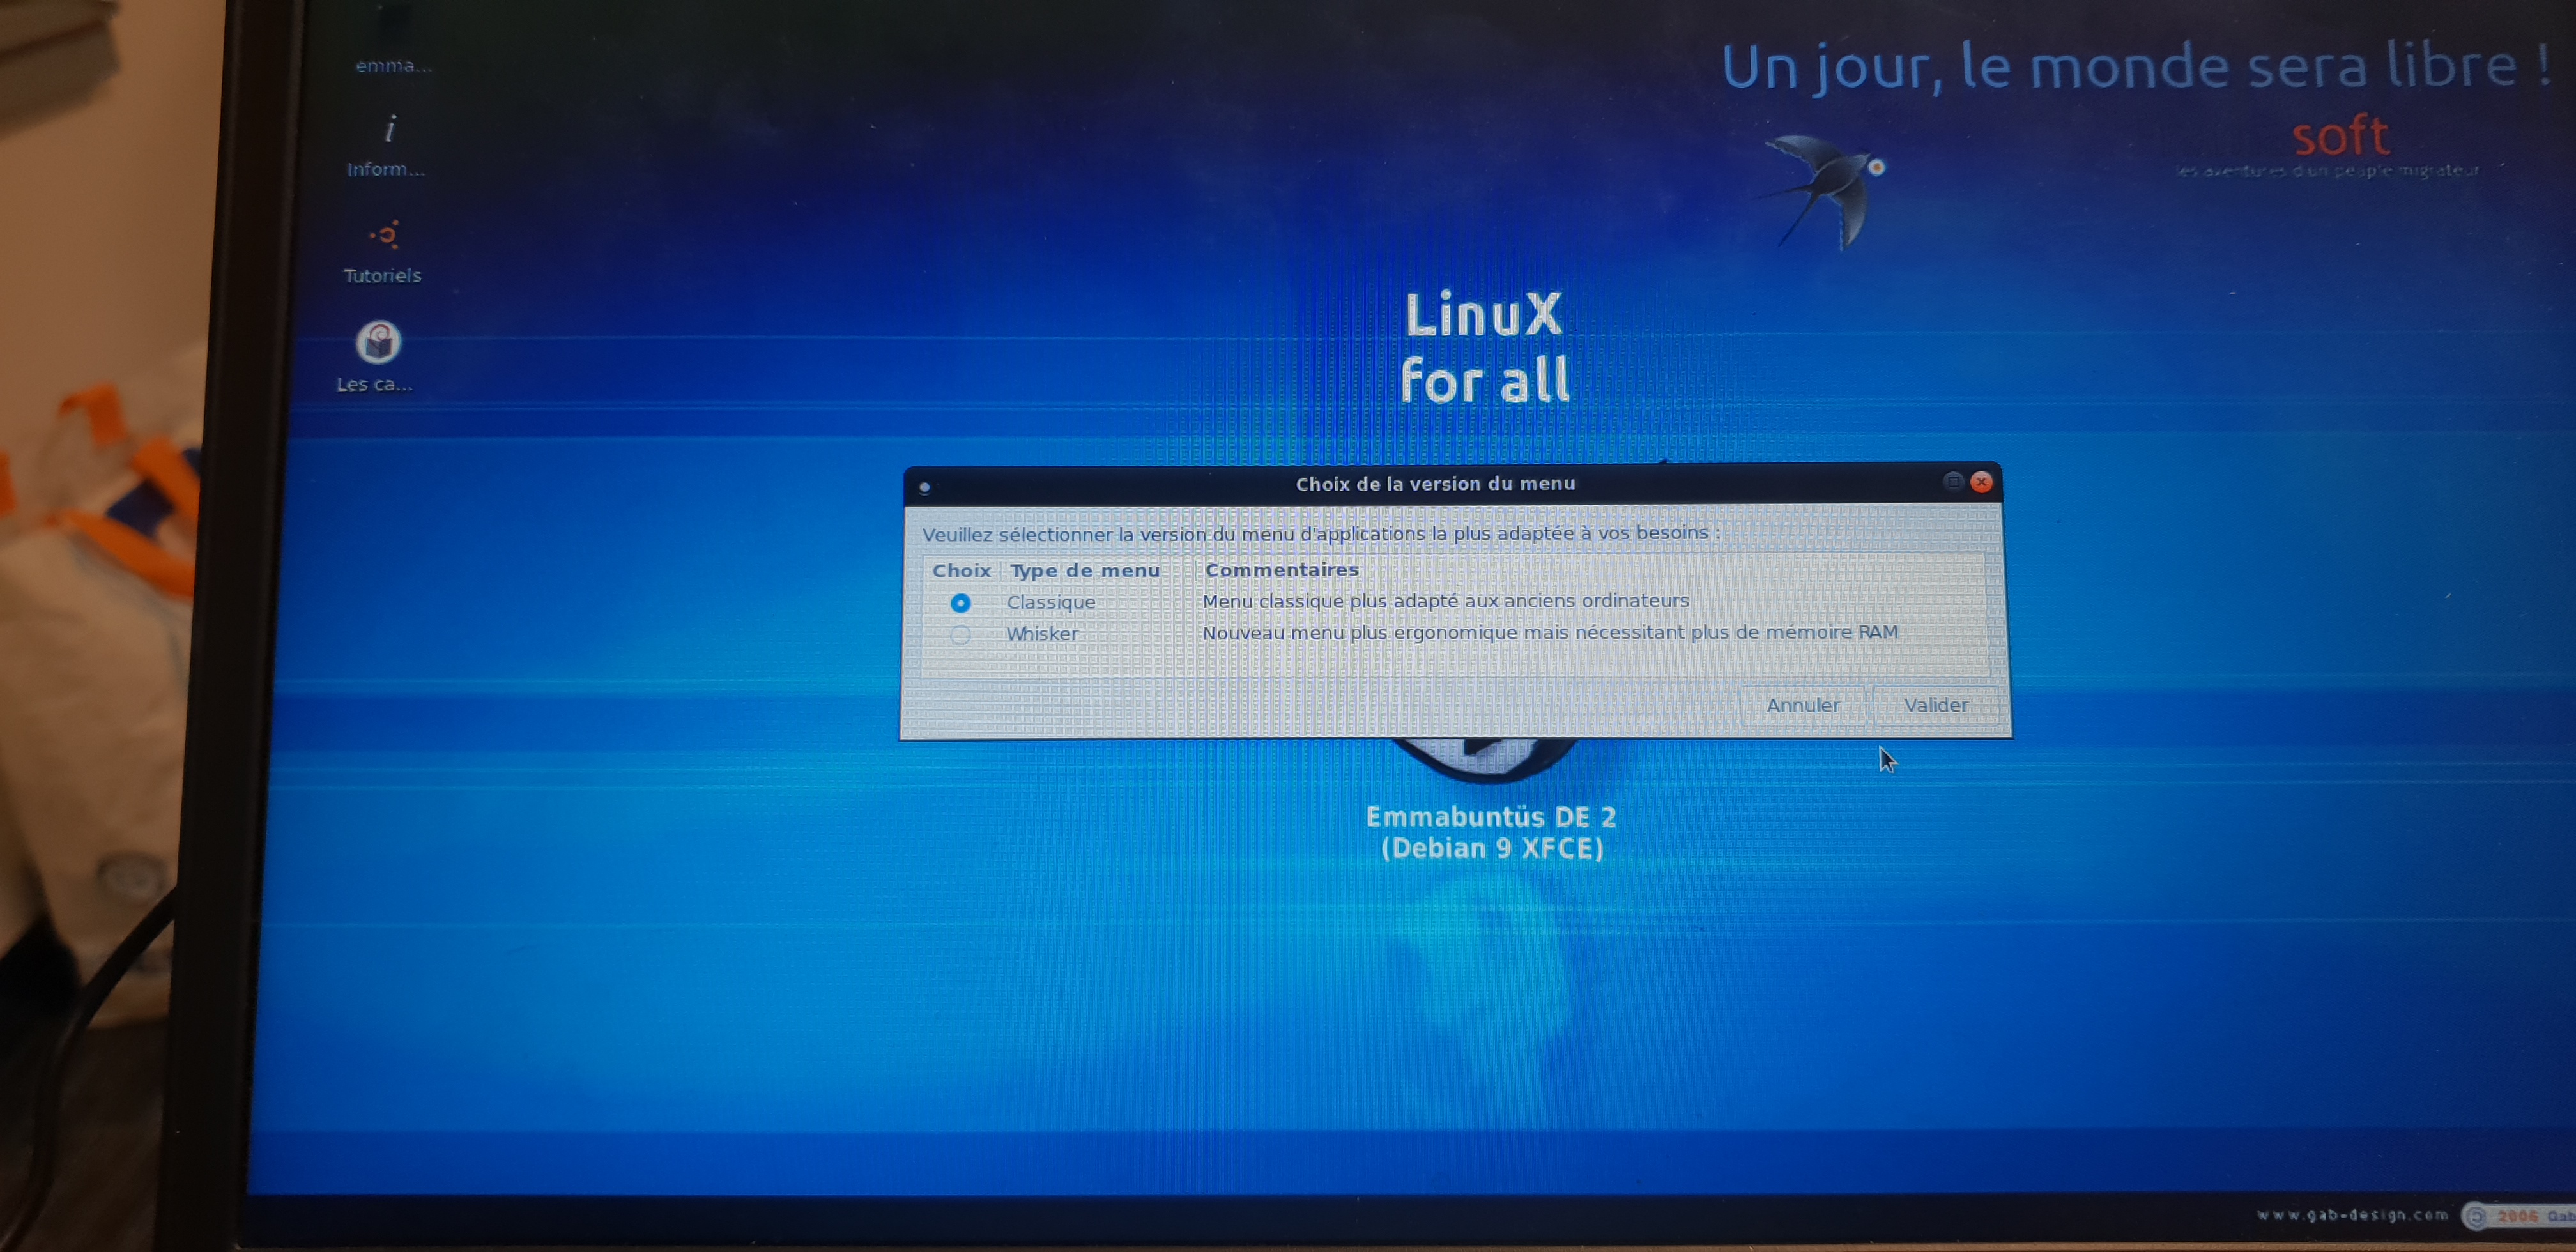 emma...
Inform...
Tutoriels
Les ca...
Un jour, le monde sera libre !
soft
les aventures d'un peuple migrateur
LinuX
for all
Choix de la version du menu
Veuillez sélectionner la version du menu d'applications la plus adaptée à vos besoins :
Choix Type de menu Commentaires
Classique Menu classique plus adapté aux anciens ordinateurs
Whisker Nouveau menu plus ergonomique mais nécessitant plus de mémoire RAM
Annuler Valider
Emmabuntüs DE 2
(Debian 9 XFCE)
www.gab-design.com 2006 Gab